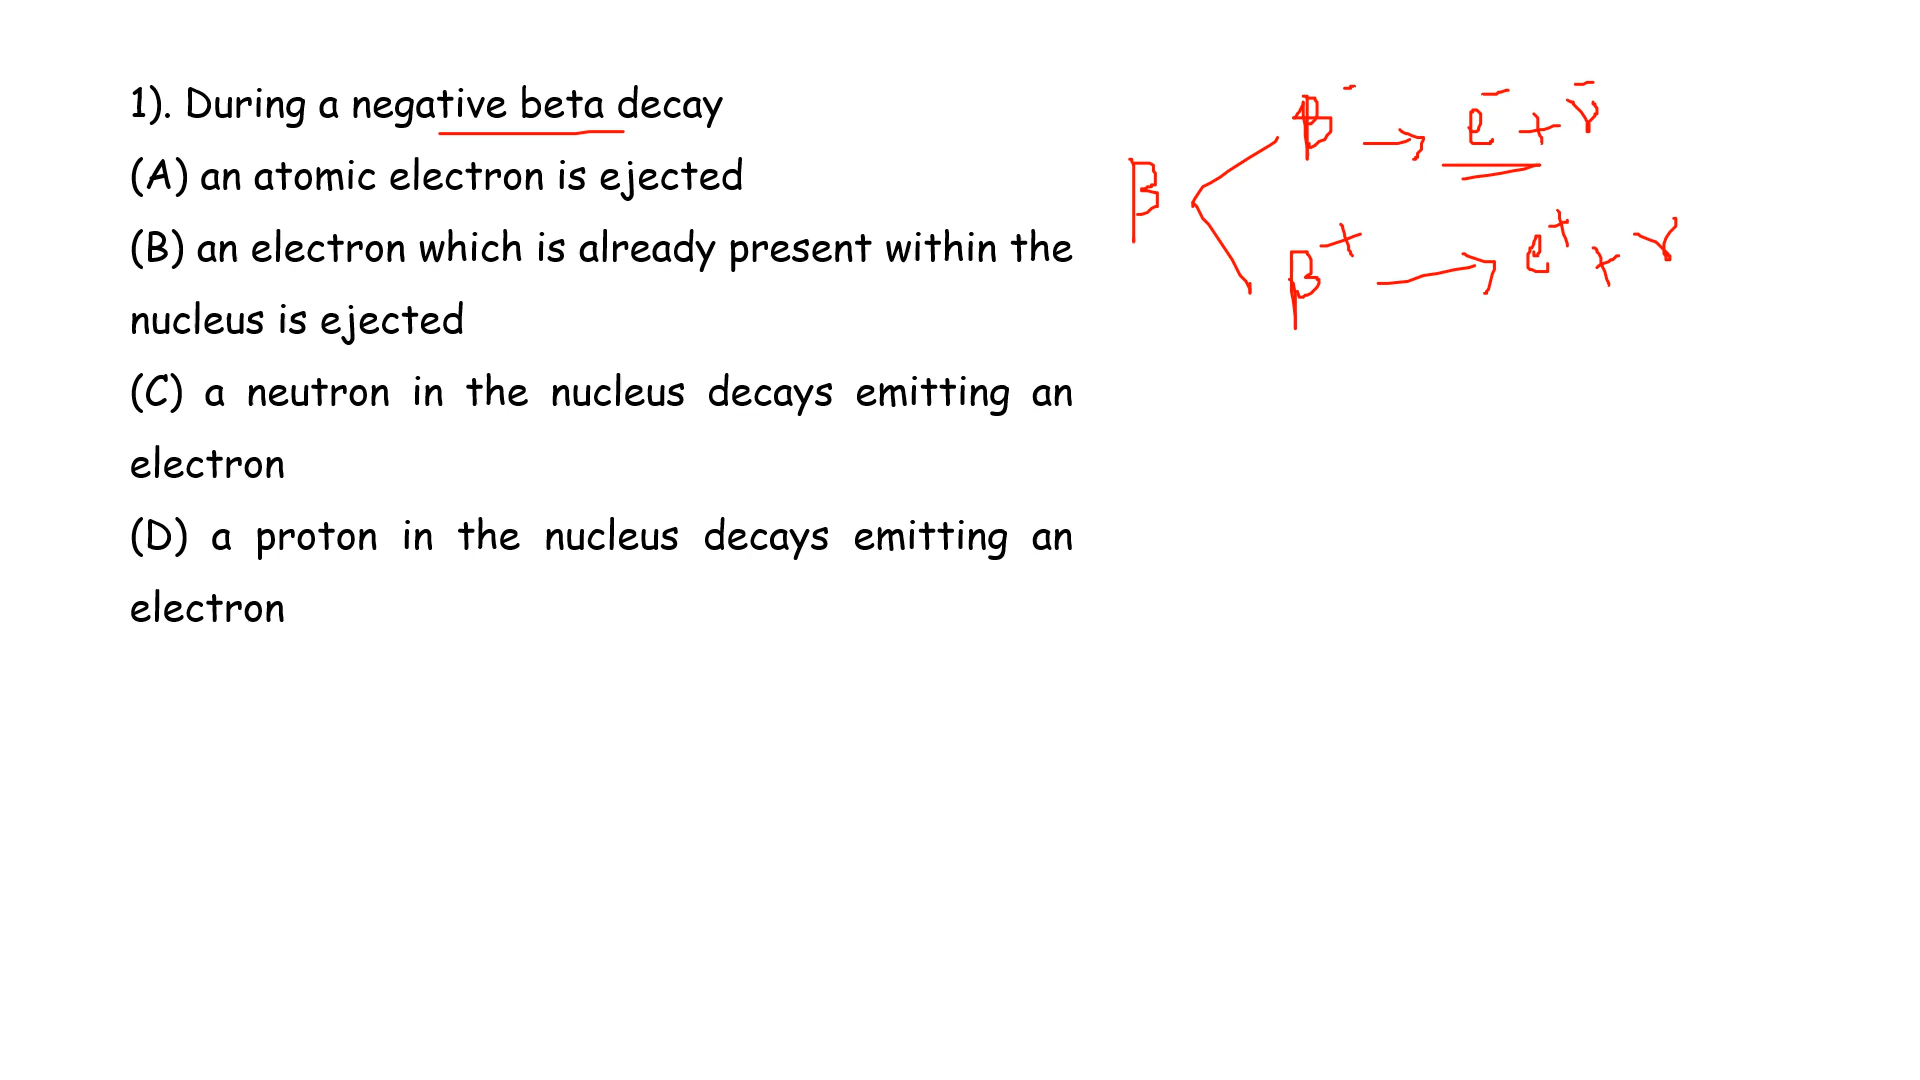 1). During a negative beta decay
(A) an atomic electron is ejected
(B) an electron which is already present within the
nucleus is ejected
(C) a neutron in the nucleus decays emitting an
electron
(D) a proton in the nucleus decays emitting an
electron
β
β⁻ → e⁻ + ν̄
β⁺ → e⁺ + ν